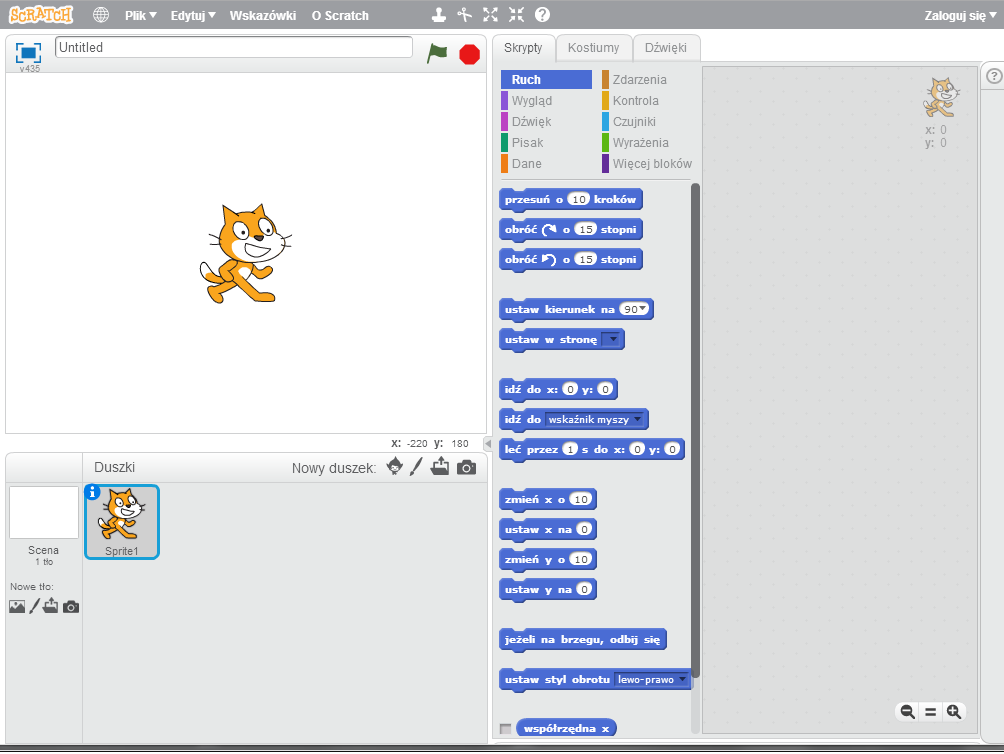 SCRATCH Plik Edytuj Wskazówki O Scratch ? Zaloguj się
v435
Untitled
x: -220 y: 180
Duszki Nowy duszek:
Scena
1 tło
Nowe tło:
i
Sprite1
Skrypty Kostiumy Dźwięki
Ruch Zdarzenia
Wygląd Kontrola
Dźwięk Czujniki
Pisak Wyrażenia
Dane Więcej bloków
przesuń o 10 kroków
obróć o 15 stopni
obróć o 15 stopni
ustaw kierunek na 90
ustaw w stronę
idź do x: 0 y: 0
idź do wskaźnik myszy
leć przez 1 s do x: 0 y: 0
zmień x o 10
ustaw x na 0
zmień y o 10
ustaw y na 0
jeżeli na brzegu, odbij się
ustaw styl obrotu lewo-prawo
współrzędna x
x: 0
y: 0
?